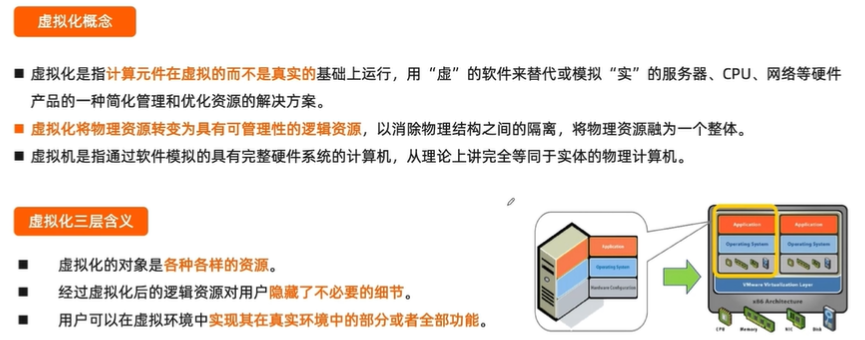 虚拟化概念
■ 虚拟化是指计算元件在虚拟的而不是真实的基础上运行，用“虚”的软件来替代或模拟“实”的服务器、CPU、网络等硬件
产品的一种简化管理和优化资源的解决方案。
■ 虚拟化将物理资源转变为具有可管理性的逻辑资源，以消除物理结构之间的隔离，将物理资源融为一个整体。
■ 虚拟机是指通过软件模拟的具有完整硬件系统的计算机，从理论上讲完全等同于实体的物理计算机。
虚拟化三层含义
■ 虚拟化的对象是各种各样的资源。
■ 经过虚拟化后的逻辑资源对用户隐藏了不必要的细节。
■ 用户可以在虚拟环境中实现其在真实环境中的部分或者全部功能。
Application
Operating System
Hardware Configuration
Application
Application
Operating System
Operating System
VMware Virtualization Layer
x86 Architecture
CPU
Memory
NIC
Disk